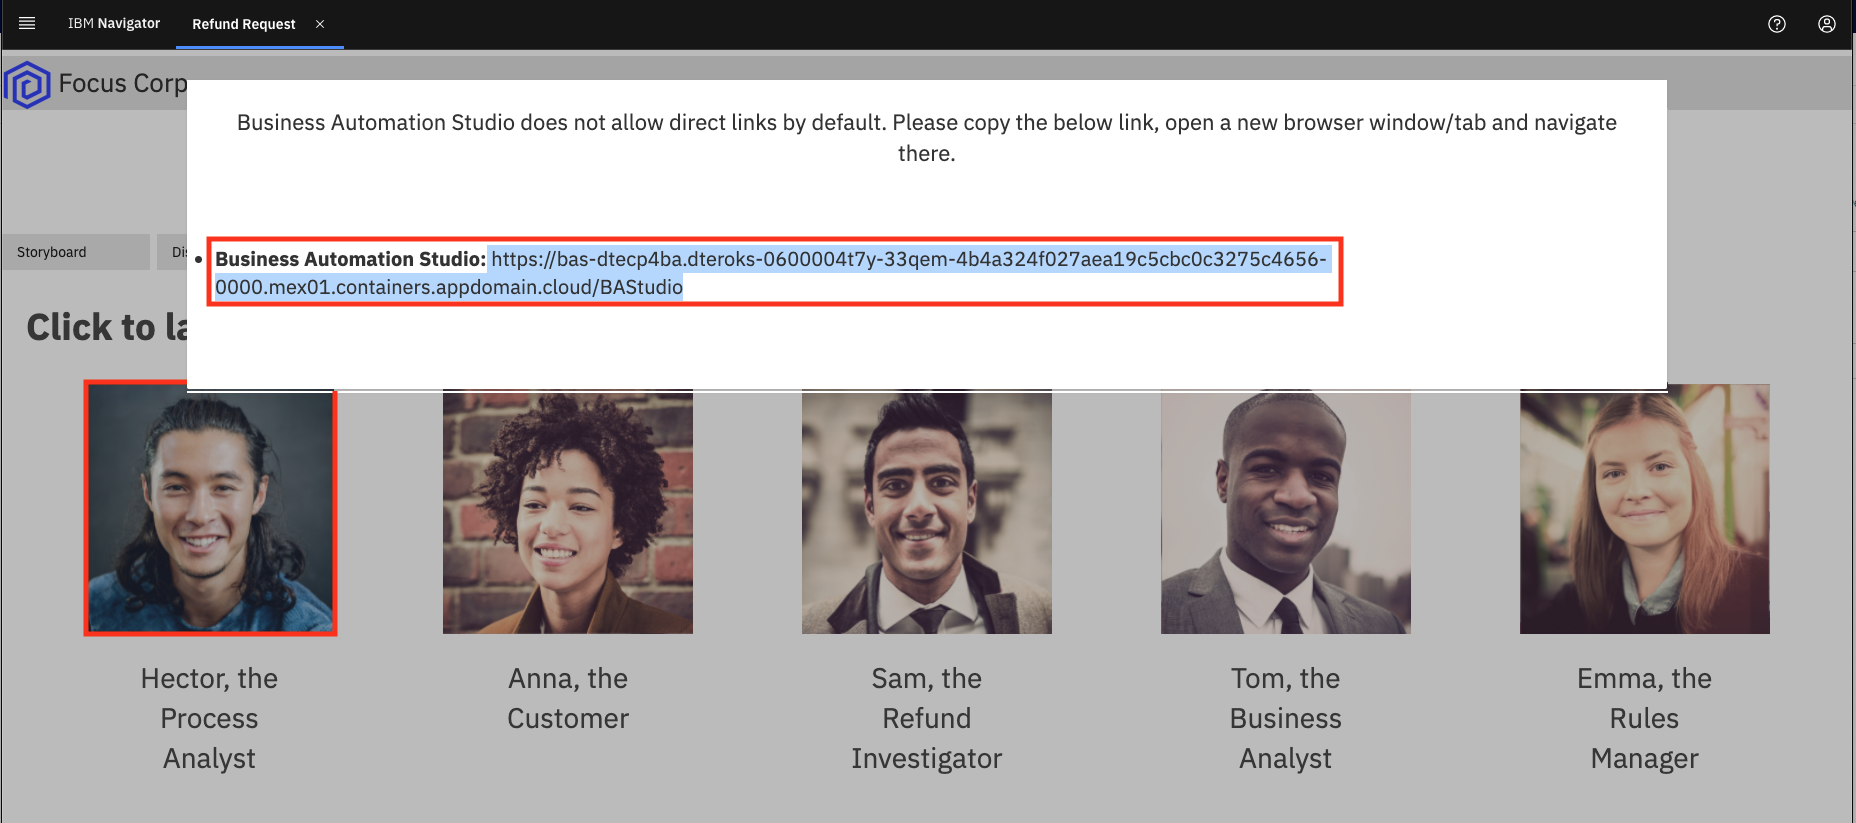 IBM Navigator
Refund Request
Focus Corp
Business Automation Studio does not allow direct links by default. Please copy the below link, open a new browser window/tab and navigate
there.
Storyboard
• Business Automation Studio: https://bas-dtecp4ba.dteroks-0600004t7y-33qem-4b4a324f027aea19c5cbc0c3275c4656-
0000.mex01.containers.appdomain.cloud/BAStudio
Click to
Hector, the
Process
Analyst
Anna, the
Customer
Sam, the
Refund
Investigator
Tom, the
Business
Analyst
Emma, the
Rules
Manager